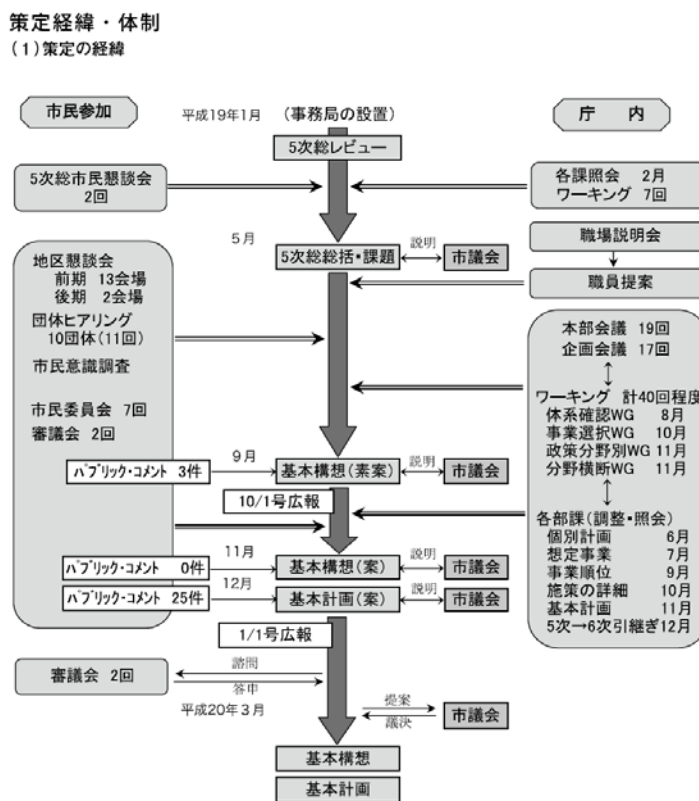 策定経緯・体制
(1)策定の経緯
市民参加
平成19年1月 (事務局の設置)
庁内
5次総レビュー
5次総市民懇談会
2回
各課照会 2月
ワーキング 7回
職場説明会
職員提案
5月
5次総総括・課題
説明
市議会
地区懇談会
前期 13会場
後期 2会場
団体ヒアリング
10団体(11回)
市民意識調査
市民委員会 7回
審議会 2回
本部会議 19回
企画会議 17回
ワーキング 計40回程度
体系確認WG 8月
事業選択WG 10月
政策分野別WG 11月
分野横断WG 11月
各部課(調整・照会)
個別計画 6月
想定事業 7月
事業順位 9月
施策の詳細 10月
基本計画 11月
5次→6次引継ぎ12月
パブリック・コメント 3件
9月
基本構想(素案)
説明
市議会
10/1号広報
パブリック・コメント 0件
11月
基本構想(案)
説明
市議会
パブリック・コメント 25件
12月
基本計画(案)
説明
市議会
1/1号広報
審議会 2回
諮問
答申
平成20年3月
提案
議決
市議会
基本構想
基本計画